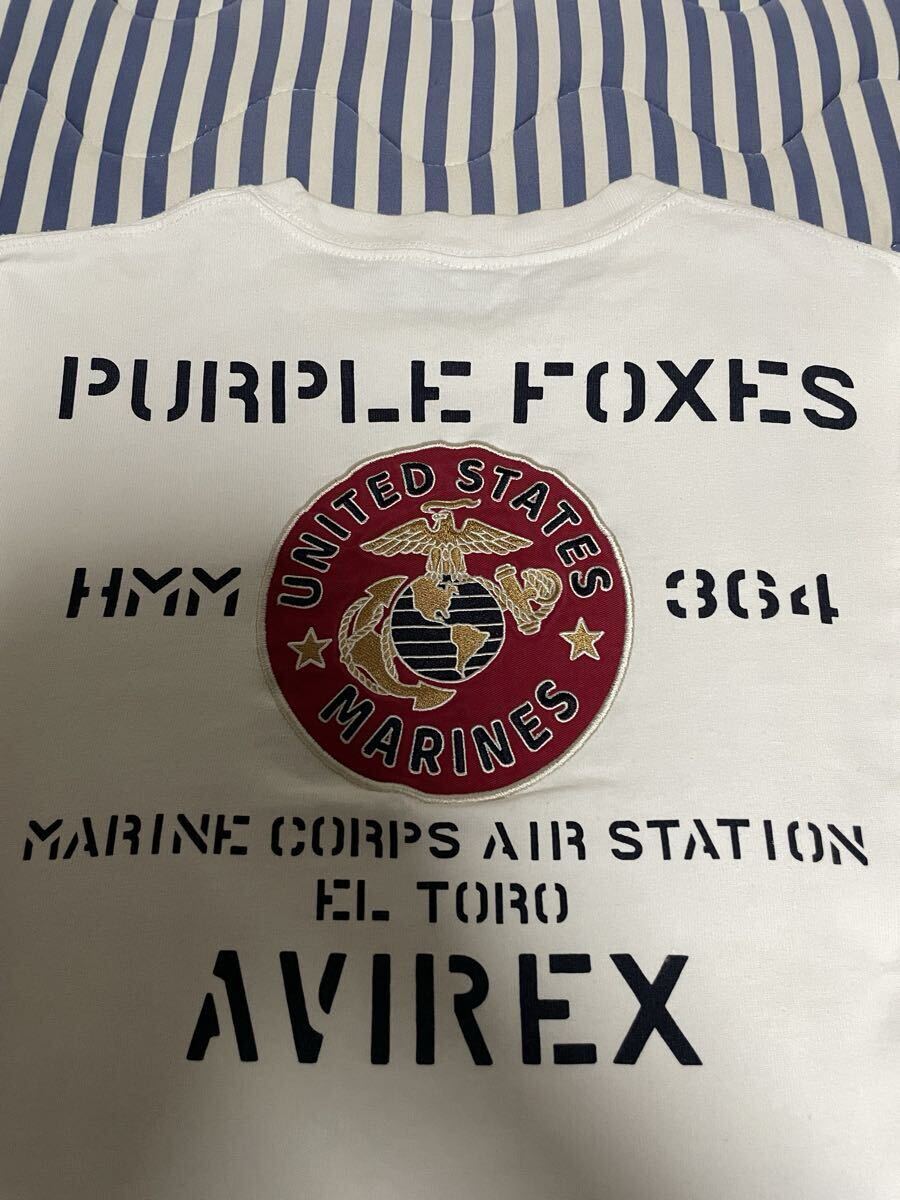 PURPLE FOXES
UNITED STATES
HMM 364
MARINES
MARINE CORPS AIR STATION
EL TORO
AVIREX